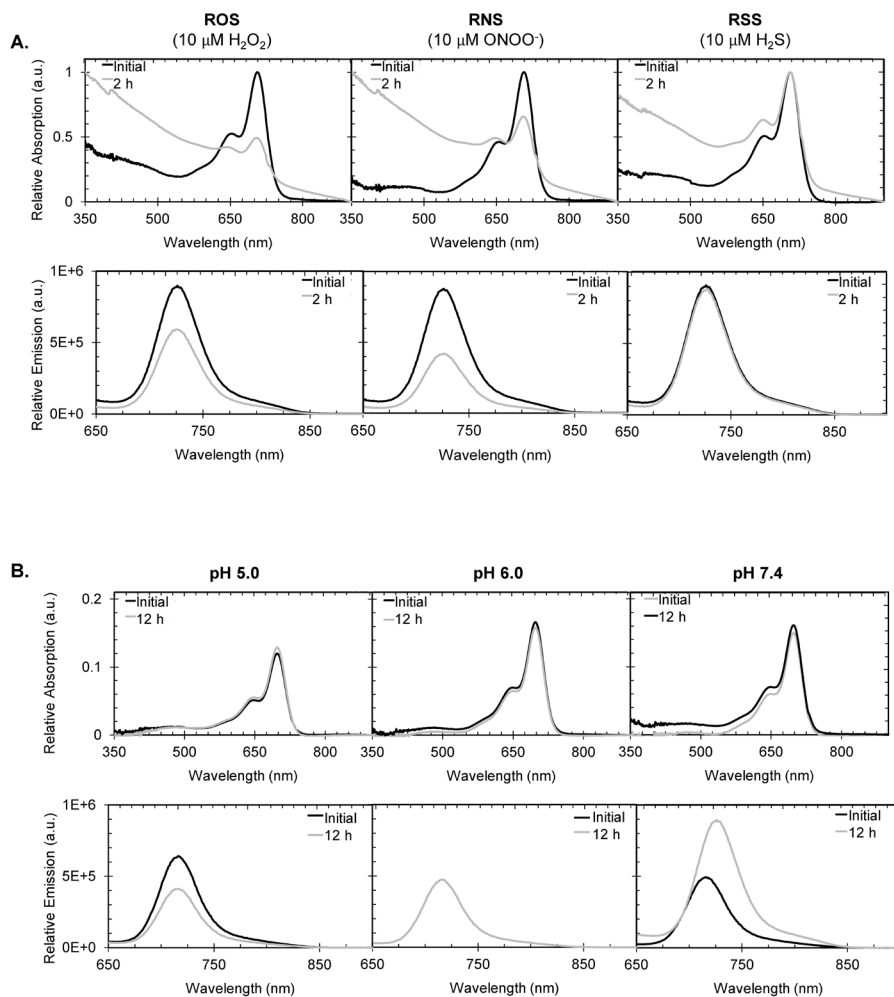 ROS RNS RSS
(10 μM H₂O₂) (10 μM ONOO⁻) (10 μM H₂S)
A.
Relative Absorption (a.u.)
1
0.5
0
Initial
2 h
Initial
2 h
Initial
2 h
350 500 650 800 350 500 650 800 350 500 650 800
Wavelength (nm) Wavelength (nm) Wavelength (nm)
Relative Emission (a.u.)
1E+6
5E+5
0E+0
Initial
2 h
Initial
2 h
Initial
2 h
650 750 850 650 750 850 650 750 850
Wavelength (nm) Wavelength (nm) Wavelength (nm)
B.
pH 5.0 pH 6.0 pH 7.4
Relative Absorption (a.u.)
0.2
0.1
0
Initial
12 h
Initial
12 h
Initial
12 h
350 500 650 800 350 500 650 800 350 500 650 800
Wavelength (nm) Wavelength (nm) Wavelength (nm)
Relative Emission (a.u.)
1E+6
5E+5
0E+0
Initial
12 h
Initial
12 h
Initial
12 h
650 750 850 650 750 850 650 750 850
Wavelength (nm) Wavelength (nm) Wavelength (nm)